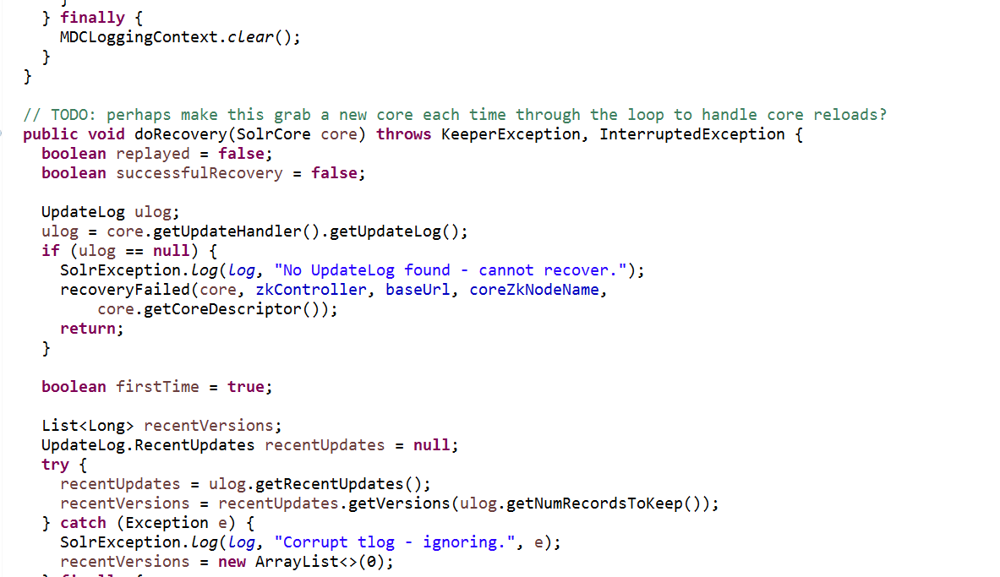 } finally {
MDCLoggingContext.clear();
}
}
// TODO: perhaps make this grab a new core each time through the loop to handle core reloads?
public void doRecovery(SolrCore core) throws KeeperException, InterruptedException {
boolean replayed = false;
boolean successfulRecovery = false;
UpdateLog ulog;
ulog = core.getUpdateHandler().getUpdateLog();
if (ulog == null) {
SolrException.log(log, "No UpdateLog found - cannot recover.");
recoveryFailed(core, zkController, baseUrl, coreZkNodeName,
core.getCoreDescriptor());
return;
}
boolean firstTime = true;
List<Long> recentVersions;
UpdateLog.RecentUpdates recentUpdates = null;
try {
recentUpdates = ulog.getRecentUpdates();
recentVersions = recentUpdates.getVersions(ulog.getNumRecordsToKeep());
} catch (Exception e) {
SolrException.log(log, "Corrupt tlog - ignoring.", e);
recentVersions = new ArrayList<>(0);